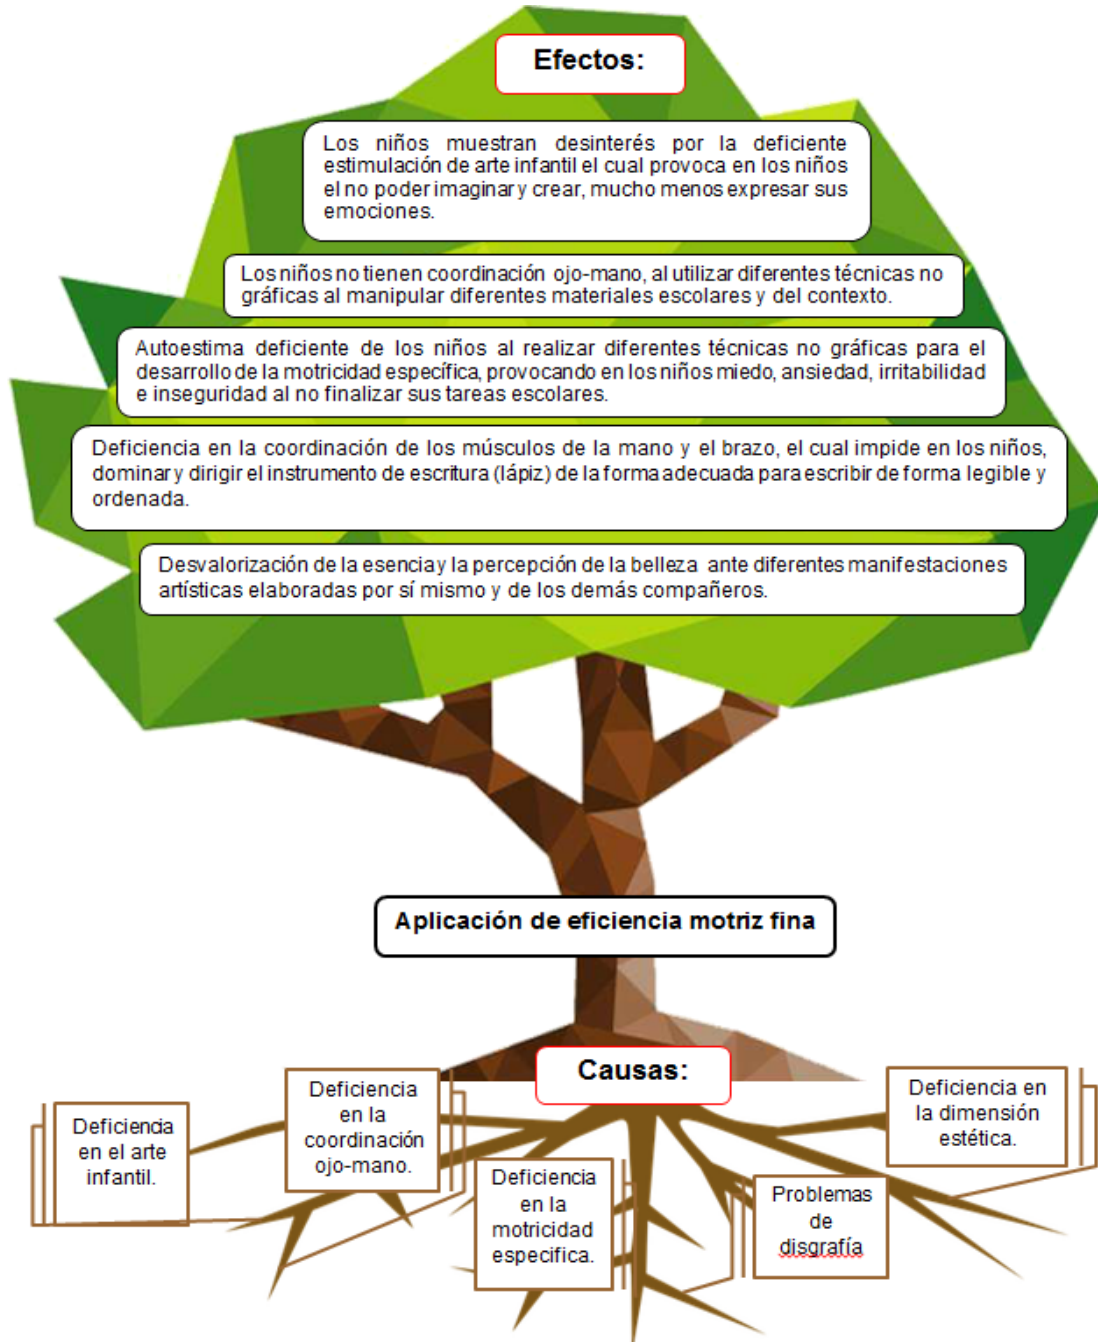 Efectos:
Los niños muestran desinterés por la deficiente
estimulación de arte infantil el cual provoca en los niños
el no poder imaginar y crear, mucho menos expresar sus
emociones.
Los niños no tienen coordinación ojo-mano, al utilizar diferentes técnicas no
gráficas al manipular diferentes materiales escolares y del contexto.
Autoestima deficiente de los niños al realizar diferentes técnicas no gráficas para el
desarrollo de la motricidad específica, provocando en los niños miedo, ansiedad, irritabilidad
e inseguridad al no finalizar sus tareas escolares.
Deficiencia en la coordinación de los músculos de la mano y el brazo, el cual impide en los niños,
dominar y dirigir el instrumento de escritura (lápiz) de la forma adecuada para escribir de forma legible y
ordenada.
Desvalorización de la esencia y la percepción de la belleza ante diferentes manifestaciones
artísticas elaboradas por sí mismo y de los demás compañeros.
Aplicación de eficiencia motriz fina
Causas:
Deficiencia
en el arte
infantil.
Deficiencia
en la
coordinación
ojo-mano.
Deficiencia
en la
motricidad
especifica.
Problemas
de
disgrafía
Deficiencia en
la dimensión
estética.